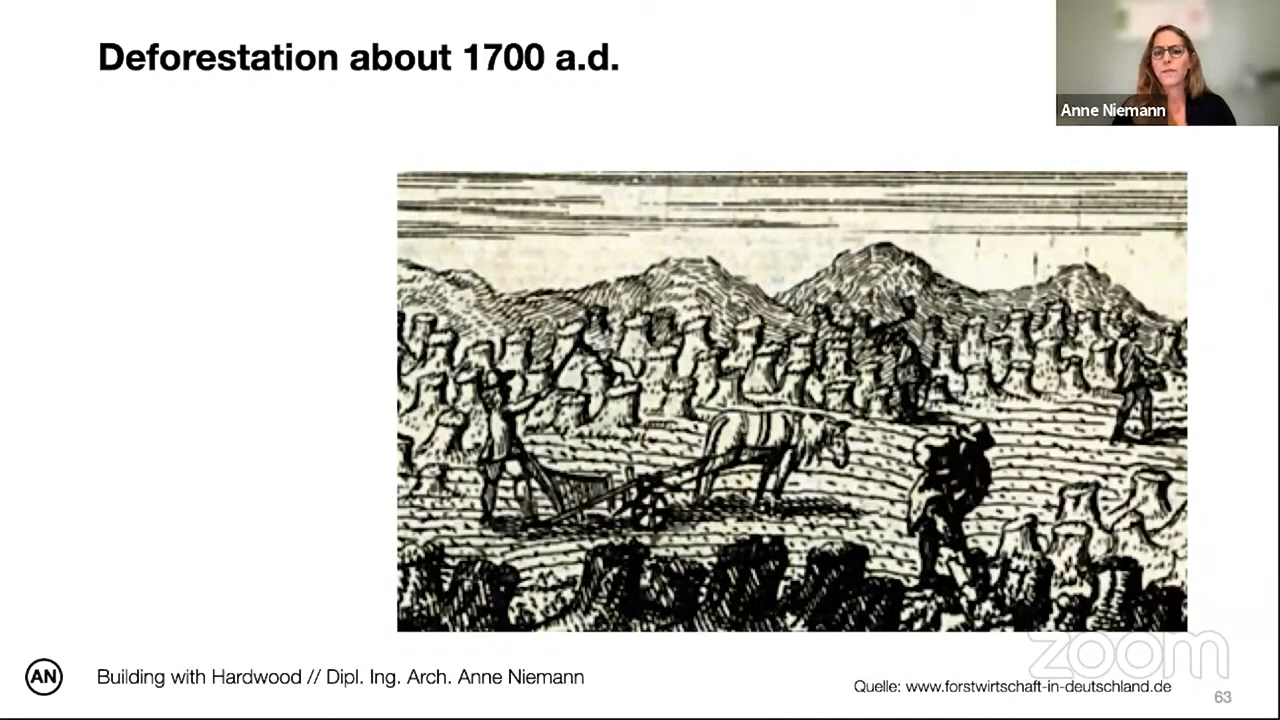 Deforestation about 1700 a.d.
Anne Niemann
AN
Building with Hardwood // Dipl. Ing. Arch. Anne Niemann
Quelle: www.forstwirtschaft-in-deutschland.de
zoom
63